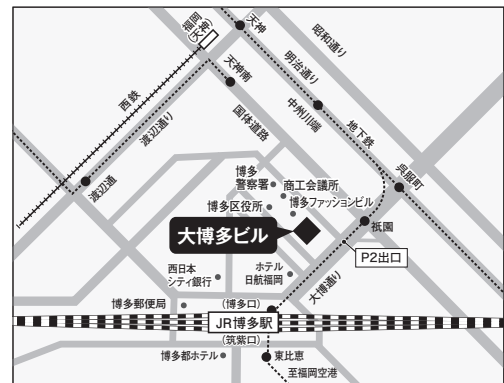 福岡
(天神)
天神
昭和通り
明治通り
天神南
西鉄
渡辺通り
国体道路
中州川端
地下鉄
渡辺通
呉服町
博多
警察署
商工会議所
博多区役所
博多ファッションビル
大博多ビル
祇園
P2出口
西日本
シティ銀行
ホテル
日航福岡
大博通り
博多郵便局
(博多口)
JR博多駅
(筑紫口)
博多都ホテル
東比恵
至福岡空港